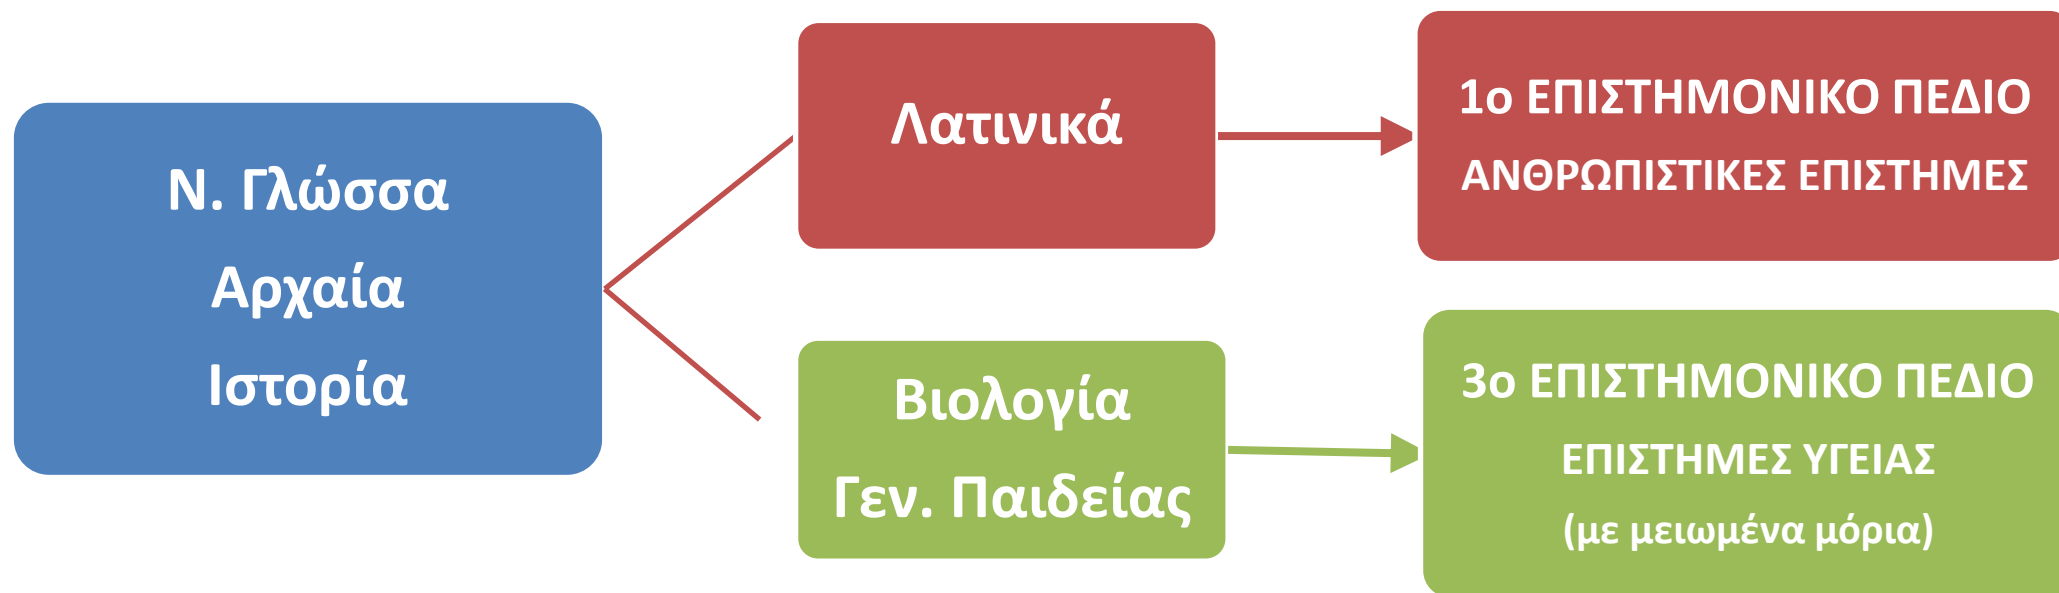 Ν. Γλώσσα
Αρχαία
Ιστορία
Λατινικά
1ο ΕΠΙΣΤΗΜΟΝΙΚΟ ΠΕΔΙΟ
ΑΝΘΡΩΠΙΣΤΙΚΕΣ ΕΠΙΣΤΗΜΕΣ
Βιολογία
Γεν. Παιδείας
3ο ΕΠΙΣΤΗΜΟΝΙΚΟ ΠΕΔΙΟ
ΕΠΙΣΤΗΜΕΣ ΥΓΕΙΑΣ
(με μειωμένα μόρια)